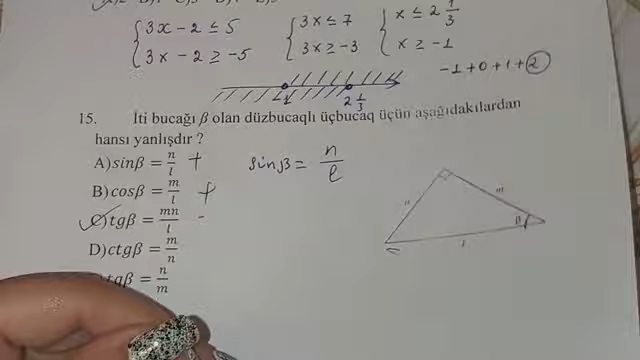 3x - 2 ≤ 5
3x - 2 ≥ -5
3x ≤ 7
3x ≥ -3
x ≤ 2 1/3
x ≥ -1
-1 + 0 + 1 + 2
-1
2 1/3
15. İti bucağı β olan düzbucaqlı üçbucaq üçün aşağıdakılardan
hansı yanlışdır ?
A) sinβ = n/l +
sinβ = n/l
B) cosβ = m/l +
C) tgβ = mn/l -
D) ctgβ = m/n
tgβ = n/m
n
m
β
l